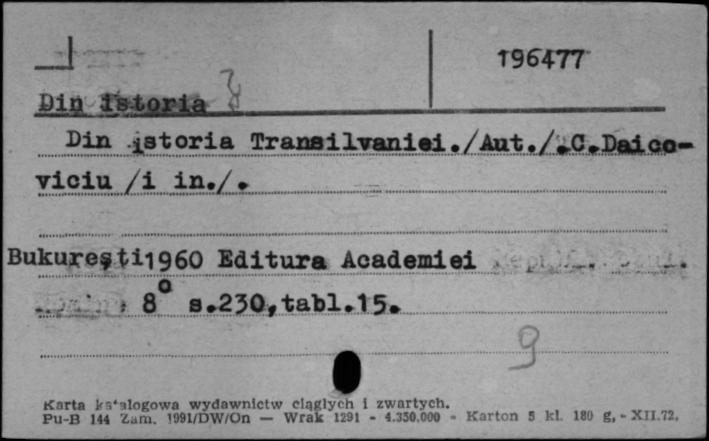 196477
Din istoria
Din istoria Transilvaniei./Aut./.C.Daico-
viciu /i in./.
Bukureşti1960 Editura Academiei
8° s.230,tabl.15.
9
Karta katalogowa wydawnictw ciągłych i zwartych.
Pu-B 144 Zam. 1991/DW/On — Wrak 1291 - 4.350.000 - Karton 5 kl. 180 g, - XII.72.